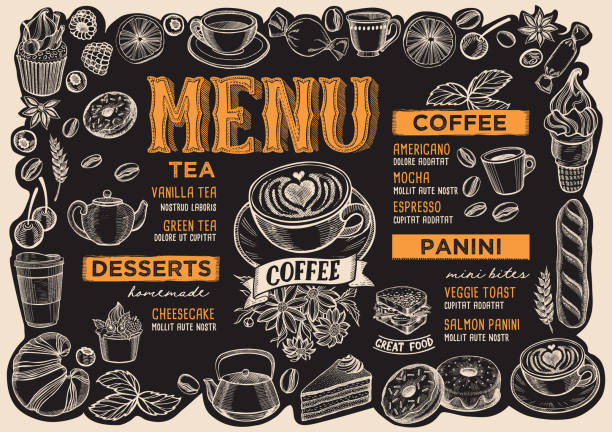 MENU
TEA
VANILLA TEA
NOSTRUD LABORIS
GREEN TEA
DOLORE UT CUPITAT
DESSERTS
homemade
CHEESECAKE
MOLLIT AUTE NOSTR
COFFEE
COFFEE
AMERICANO
DOLORE ADDATAT
MOCHA
MOLLIT AUT NOSTR
ESPRESSO
CUPITAT ADDATAT
PANINI
mini bites
VEGGIE TOAST
CUPITAT ADDATAT
SALMON PANINI
MOLLIT AUTE NOSTR
GREAT FOOD